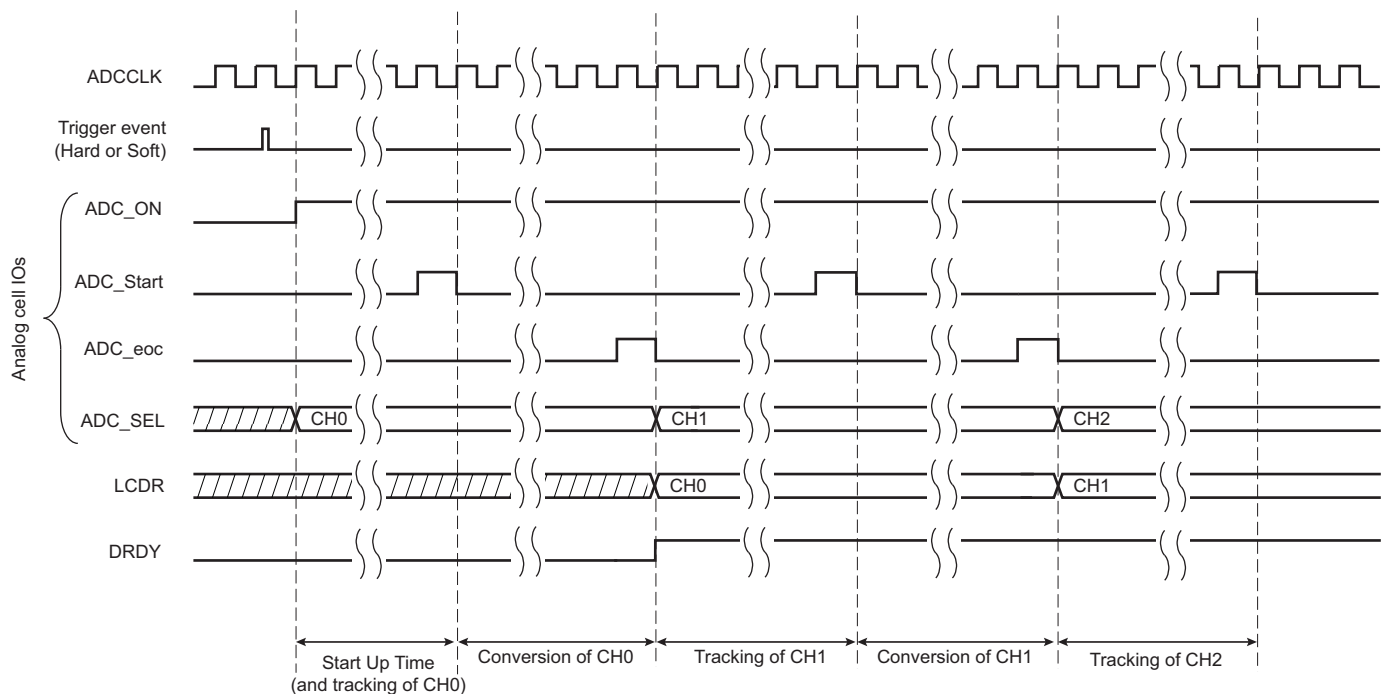 ADCCLK
Trigger event
(Hard or Soft)
Analog cell IOs
ADC_ON
ADC_Start
ADC_eoc
ADC_SEL
CH0
CH1
CH2
LCDR
CH0
CH1
DRDY
Start Up Time
(and tracking of CH0)
Conversion of CH0
Tracking of CH1
Conversion of CH1
Tracking of CH2